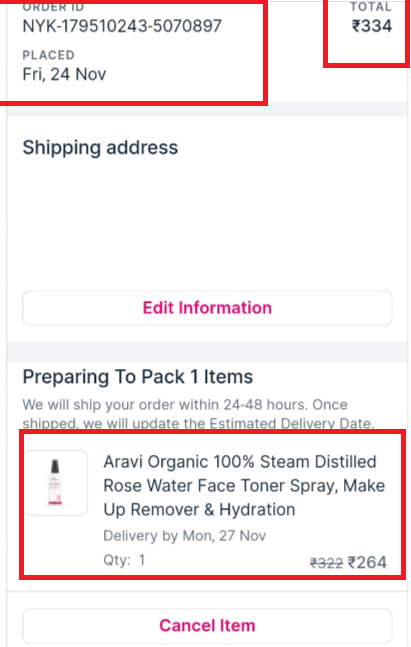 ORDER ID
TOTAL
NYK-179510243-5070897
₹334
PLACED
Fri, 24 Nov
Shipping address
Edit Information
Preparing To Pack 1 Items
We will ship your order within 24-48 hours. Once
shipped, we will update the Estimated Delivery Date.
Aravi Organic 100% Steam Distilled
Rose Water Face Toner Spray, Make
Up Remover & Hydration
Delivery by Mon, 27 Nov
Qty: 1
₹322 ₹264
Cancel Item